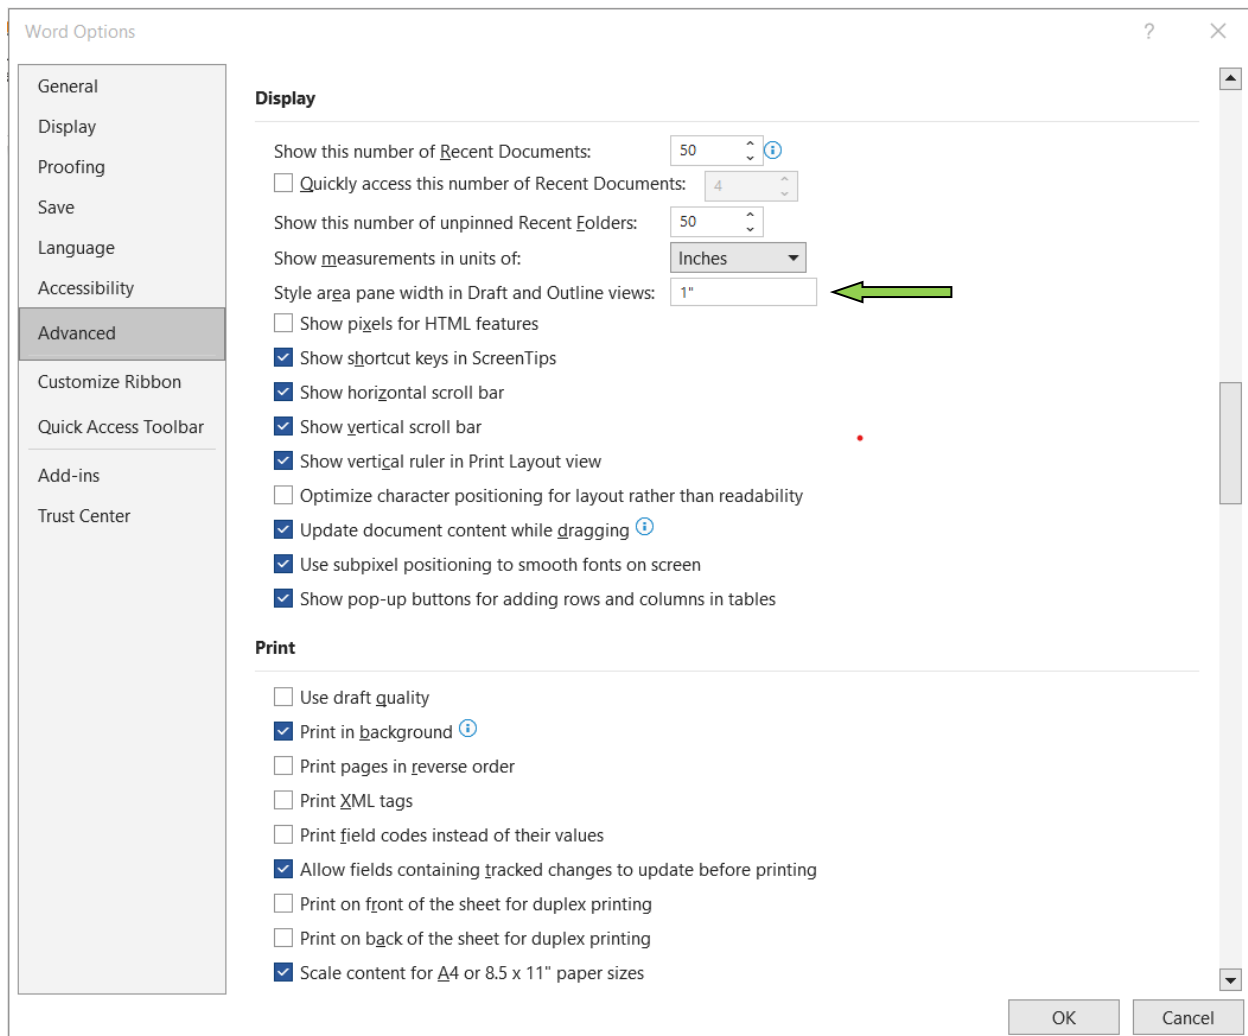 Word Options
?
General
Display
Proofing
Save
Language
Accessibility
Advanced
Customize Ribbon
Quick Access Toolbar
Add-ins
Trust Center
Display
Show this number of Recent Documents: 50
Quickly access this number of Recent Documents: 4
Show this number of unpinned Recent Folders: 50
Show measurements in units of: Inches
Style area pane width in Draft and Outline views: 1"
Show pixels for HTML features
Show shortcut keys in ScreenTips
Show horizontal scroll bar
Show vertical scroll bar
Show vertical ruler in Print Layout view
Optimize character positioning for layout rather than readability
Update document content while dragging
Use subpixel positioning to smooth fonts on screen
Show pop-up buttons for adding rows and columns in tables
Print
Use draft quality
Print in background
Print pages in reverse order
Print XML tags
Print field codes instead of their values
Allow fields containing tracked changes to update before printing
Print on front of the sheet for duplex printing
Print on back of the sheet for duplex printing
Scale content for A4 or 8.5 x 11" paper sizes
OK Cancel